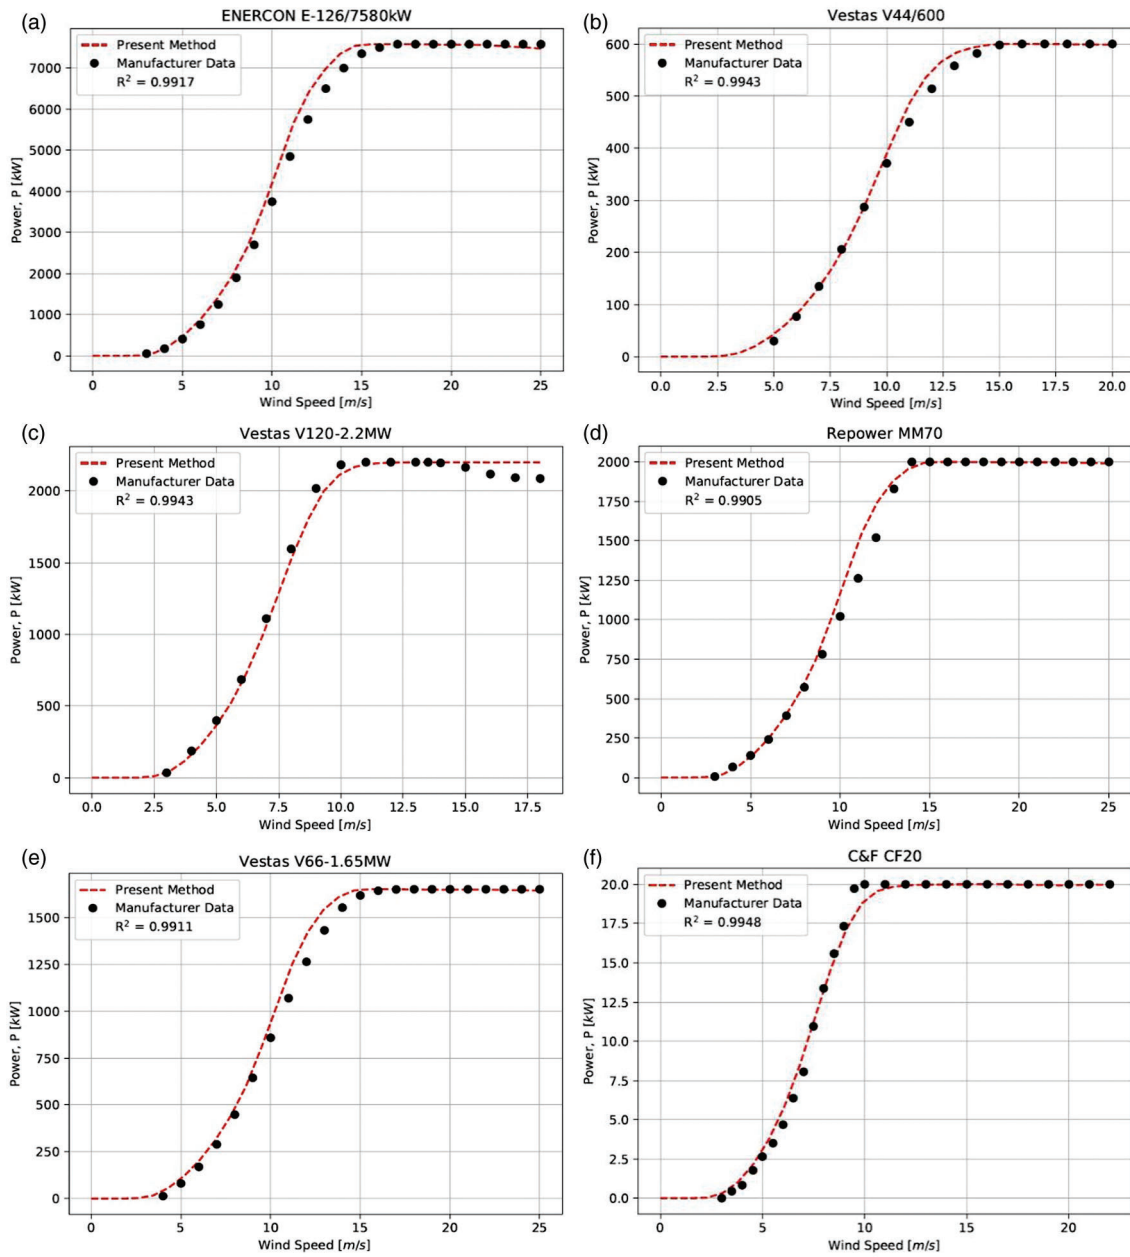 (a)
ENERCON E-126/7580kW
Present Method
Manufacturer Data
R² = 0.9917
7000
6000
5000
4000
3000
2000
1000
0
Power, P [kW]
0 5 10 15 20 25
Wind Speed [m/s]
(b)
Vestas V44/600
Present Method
Manufacturer Data
R² = 0.9943
600
500
400
300
200
100
0
Power, P [kW]
0.0 2.5 5.0 7.5 10.0 12.5 15.0 17.5 20.0
Wind Speed [m/s]
(c)
Vestas V120-2.2MW
Present Method
Manufacturer Data
R² = 0.9943
2000
1500
1000
500
0
Power, P [kW]
0.0 2.5 5.0 7.5 10.0 12.5 15.0 17.5
Wind Speed [m/s]
(d)
Repower MM70
Present Method
Manufacturer Data
R² = 0.9905
2000
1750
1500
1250
1000
750
500
250
0
Power, P [kW]
0 5 10 15 20 25
Wind Speed [m/s]
(e)
Vestas V66-1.65MW
Present Method
Manufacturer Data
R² = 0.9911
1500
1250
1000
750
500
250
0
Power, P [kW]
0 5 10 15 20 25
Wind Speed [m/s]
(f)
C&F CF20
Present Method
Manufacturer Data
R² = 0.9948
20.0
17.5
15.0
12.5
10.0
7.5
5.0
2.5
0.0
Power, P [kW]
0 5 10 15 20
Wind Speed [m/s]